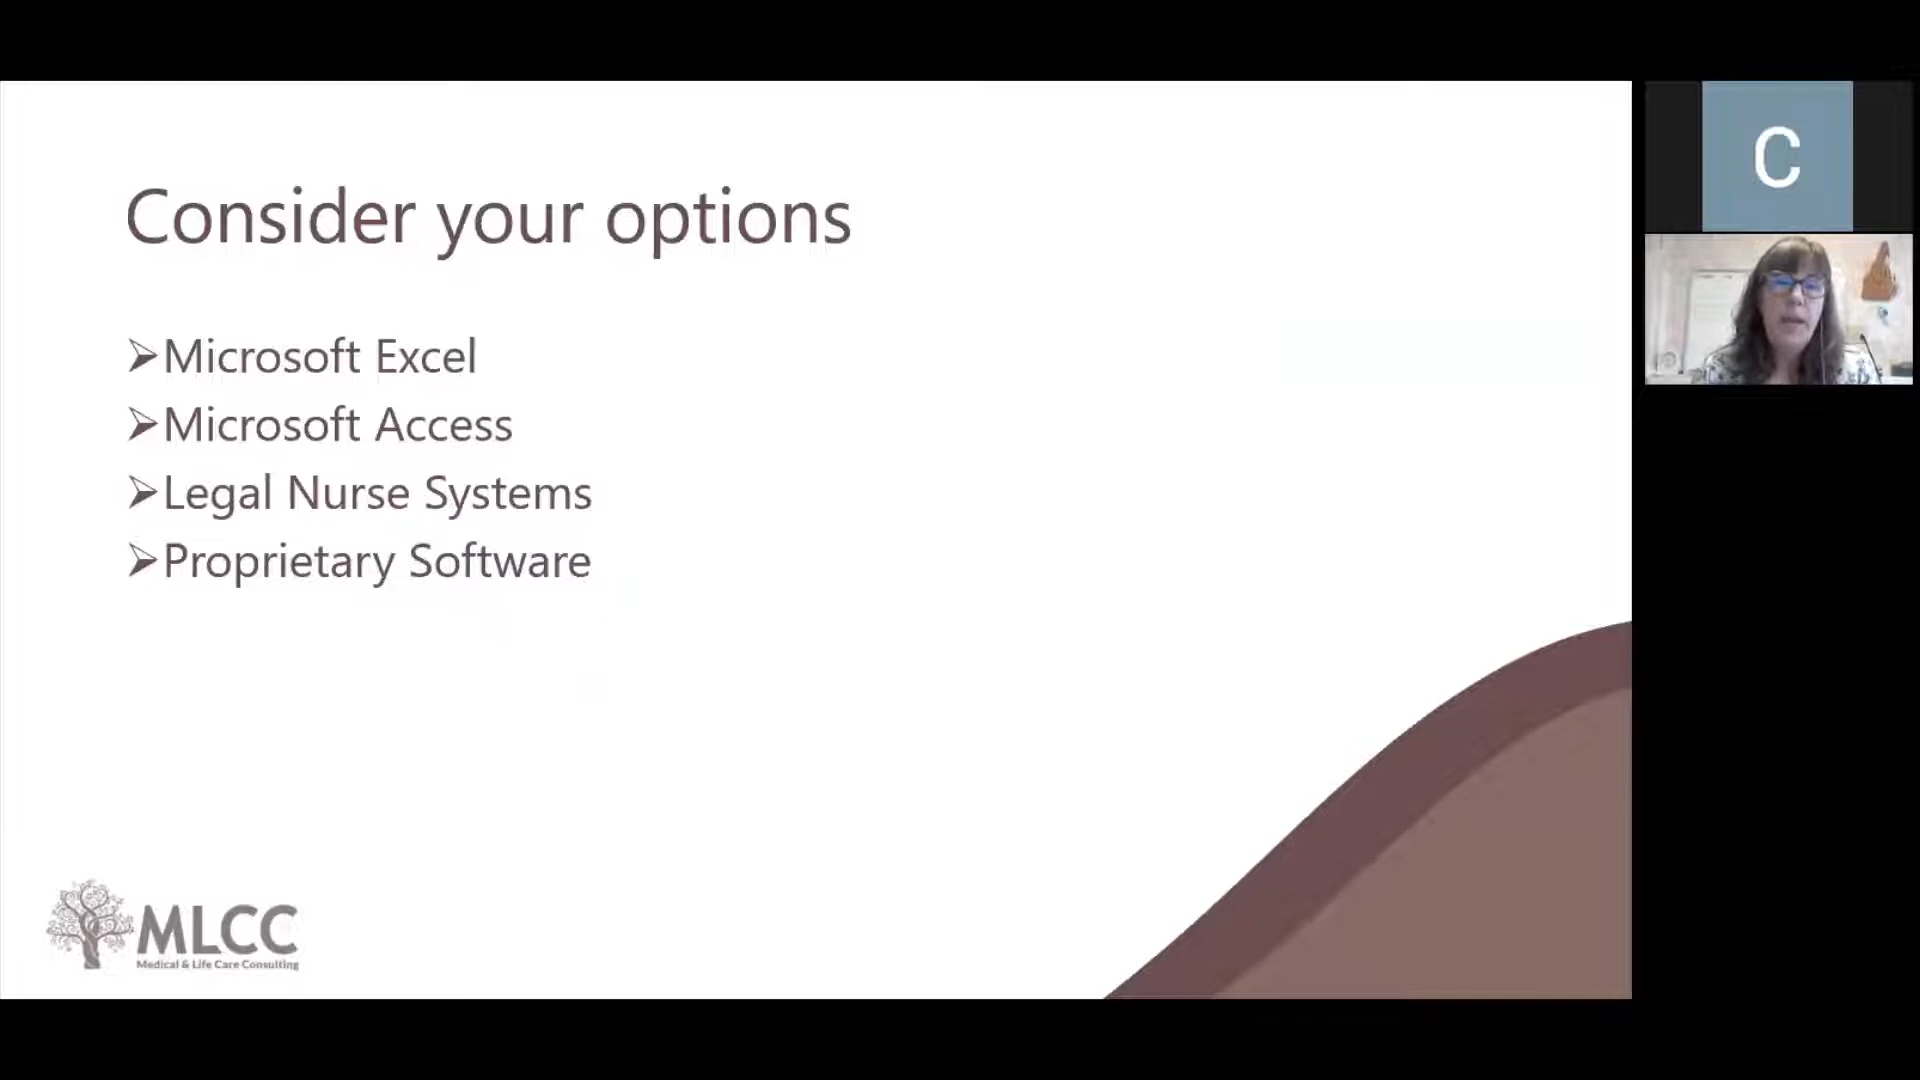 Consider your options
➢Microsoft Excel
➢Microsoft Access
➢Legal Nurse Systems
➢Proprietary Software
MLCC
Medical & Life Care Consulting
C